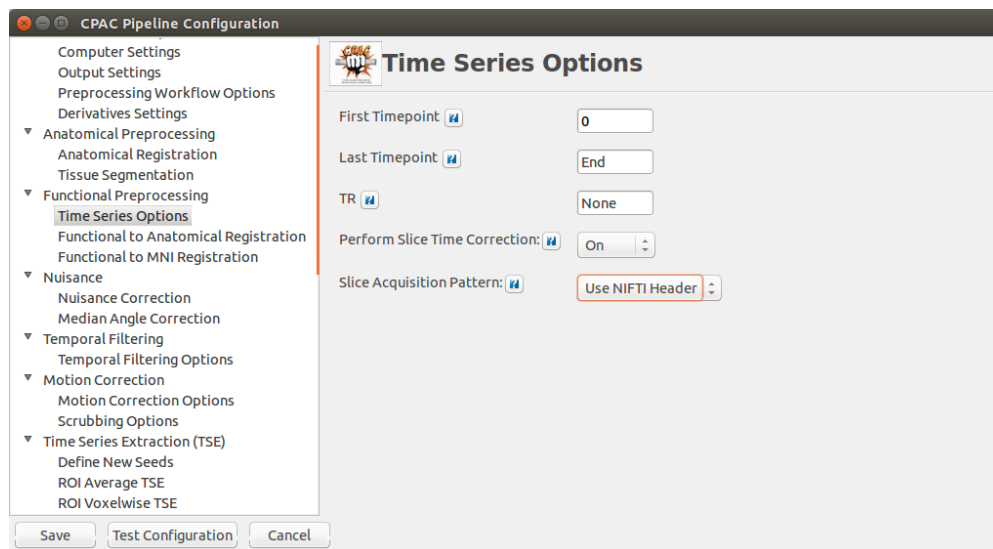 CPAC Pipeline Configuration
Computer Settings
Output Settings
Preprocessing Workflow Options
Derivatives Settings
Anatomical Preprocessing
Anatomical Registration
Tissue Segmentation
Functional Preprocessing
Time Series Options
Functional to Anatomical Registration
Functional to MNI Registration
Nuisance
Nuisance Correction
Median Angle Correction
Temporal Filtering
Temporal Filtering Options
Motion Correction
Motion Correction Options
Scrubbing Options
Time Series Extraction (TSE)
Define New Seeds
ROI Average TSE
ROI Voxelwise TSE
Save Test Configuration Cancel
CPAC
Time Series Options
First Timepoint 0
Last Timepoint End
TR None
Perform Slice Time Correction: On
Slice Acquisition Pattern: Use NIFTI Header